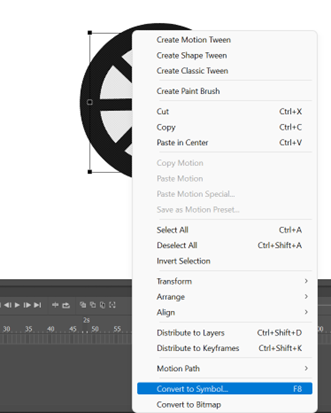 Create Motion Tween
Create Shape Tween
Create Classic Tween
Create Paint Brush
Cut Ctrl+X
Copy Ctrl+C
Paste in Center Ctrl+V
Copy Motion
Paste Motion
Paste Motion Special...
Save as Motion Preset...
Select All Ctrl+A
Deselect All Ctrl+Shift+A
Invert Selection
Transform
Arrange
Align
Distribute to Layers Ctrl+Shift+D
Distribute to Keyframes Ctrl+Shift+K
Motion Path
Convert to Symbol... F8
Convert to Bitmap
2s
30 35 40 45 50 55